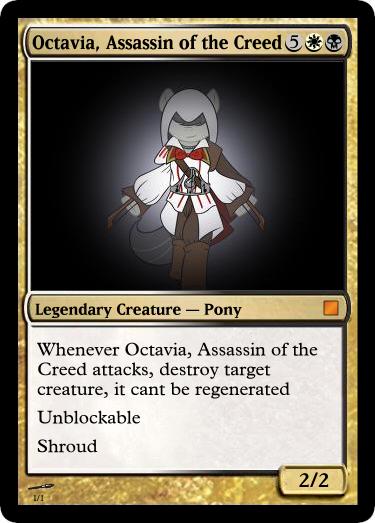 Octavia, Assassin of the Creed 5
Legendary Creature — Pony
Whenever Octavia, Assassin of the
Creed attacks, destroy target
creature, it cant be regenerated
Unblockable
Shroud
2/2
1/1